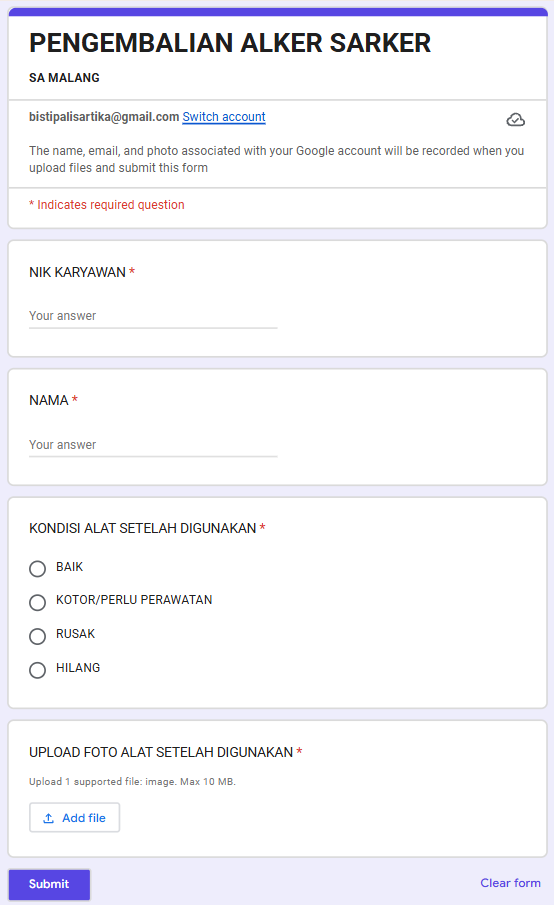 PENGEMBALIAN ALKER SARKER
SA MALANG
bistipalisartika@gmail.com Switch account
The name, email, and photo associated with your Google account will be recorded when you
upload files and submit this form
* Indicates required question
NIK KARYAWAN *
Your answer
NAMA *
Your answer
KONDISI ALAT SETELAH DIGUNAKAN *
BAIK
KOTOR/PERLU PERAWATAN
RUSAK
HILANG
UPLOAD FOTO ALAT SETELAH DIGUNAKAN *
Upload 1 supported file: image. Max 10 MB.
Add file
Submit
Clear form